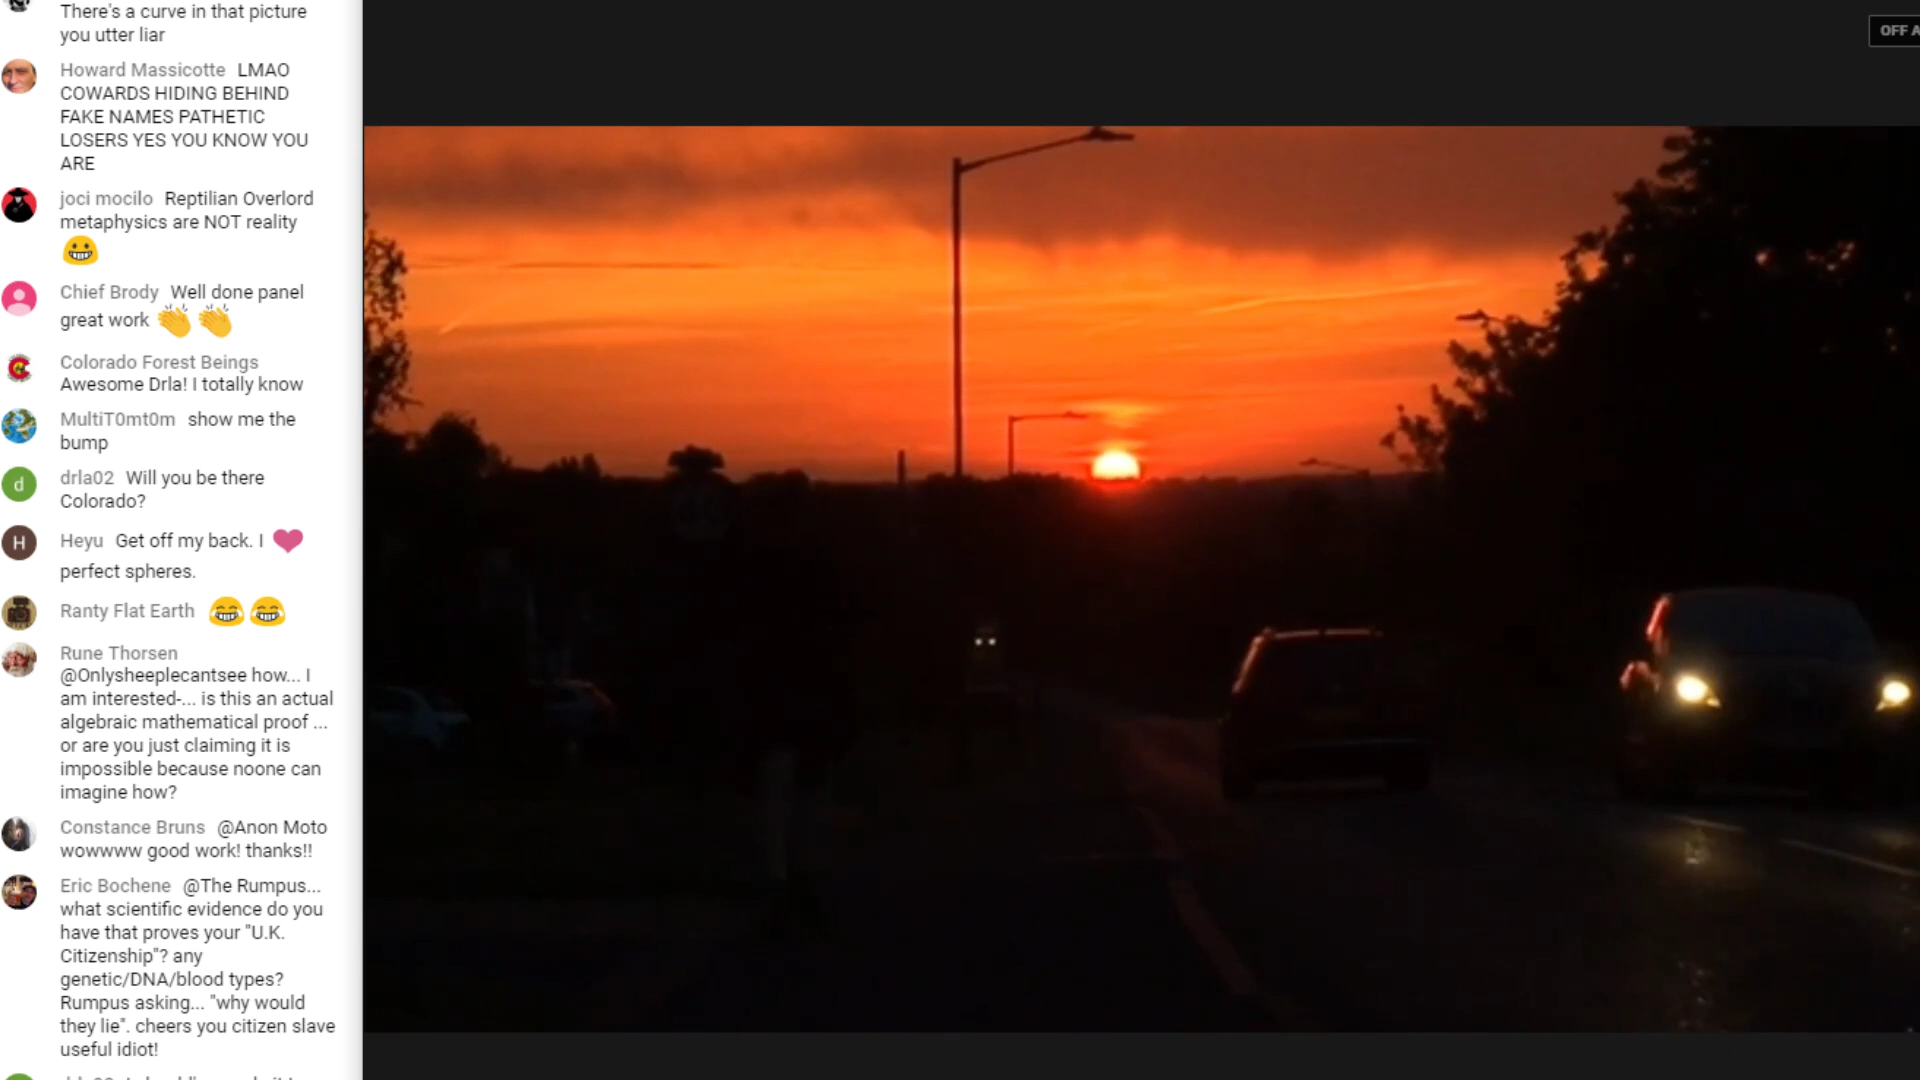 There's a curve in that picture
you utter liar
Howard Massicotte LMAO
COWARDS HIDING BEHIND
FAKE NAMES PATHETIC
LOSERS YES YOU KNOW YOU
ARE
joci mocilo Reptilian Overlord
metaphysics are NOT reality
Chief Brody Well done panel
great work
Colorado Forest Beings
Awesome Drla! I totally know
MultiT0mt0m show me the
bump
d
drla02 Will you be there
Colorado?
H
Heyu Get off my back. I
perfect spheres.
Ranty Flat Earth
Rune Thorsen
@Onlysheeplecantsee how... I
am interested-... is this an actual
algebraic mathematical proof ...
or are you just claiming it is
impossible because noone can
imagine how?
Constance Bruns @Anon Moto
wowwww good work! thanks!!
Eric Bochene @The Rumpus...
what scientific evidence do you
have that proves your "U.K.
Citizenship"? any
genetic/DNA/blood types?
Rumpus asking... "why would
they lie". cheers you citizen slave
useful idiot!
OFF A